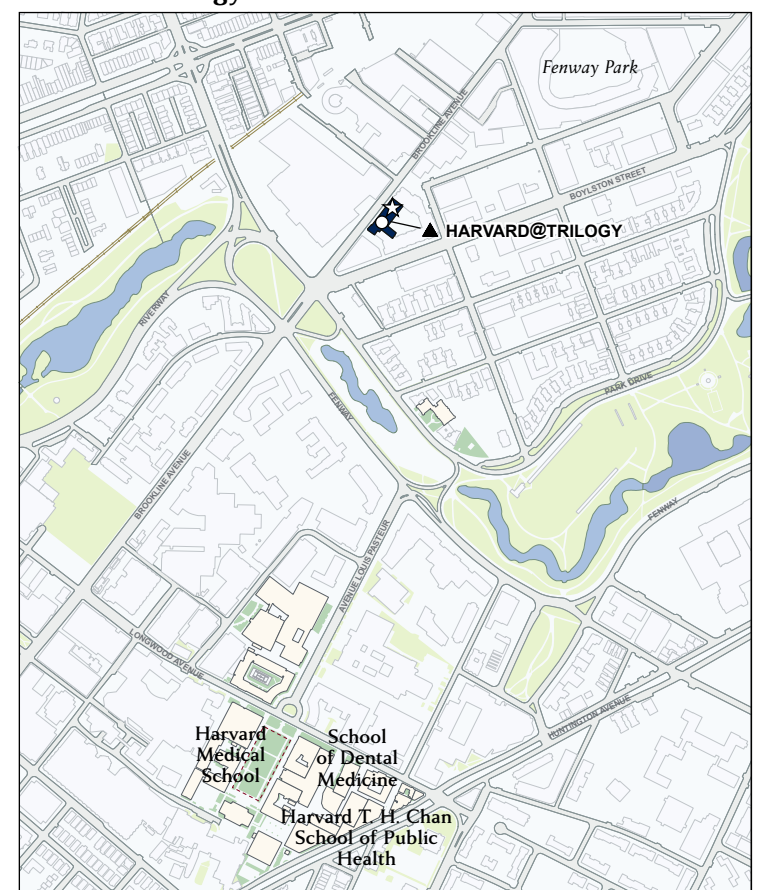 Fenway Park
BROOKLINE AVENUE
BOYLSTON STREET
HARVARD@TRILOGY
RIVERWAY
PARK DRIVE
FENWAY
BROOKLINE AVENUE
FENWAY
AVENUE LOUIS PASTEUR
LONGWOOD AVENUE
HUNTINGTON AVENUE
Harvard
Medical
School
School
of Dental
Medicine
Harvard T. H. Chan
School of Public
Health